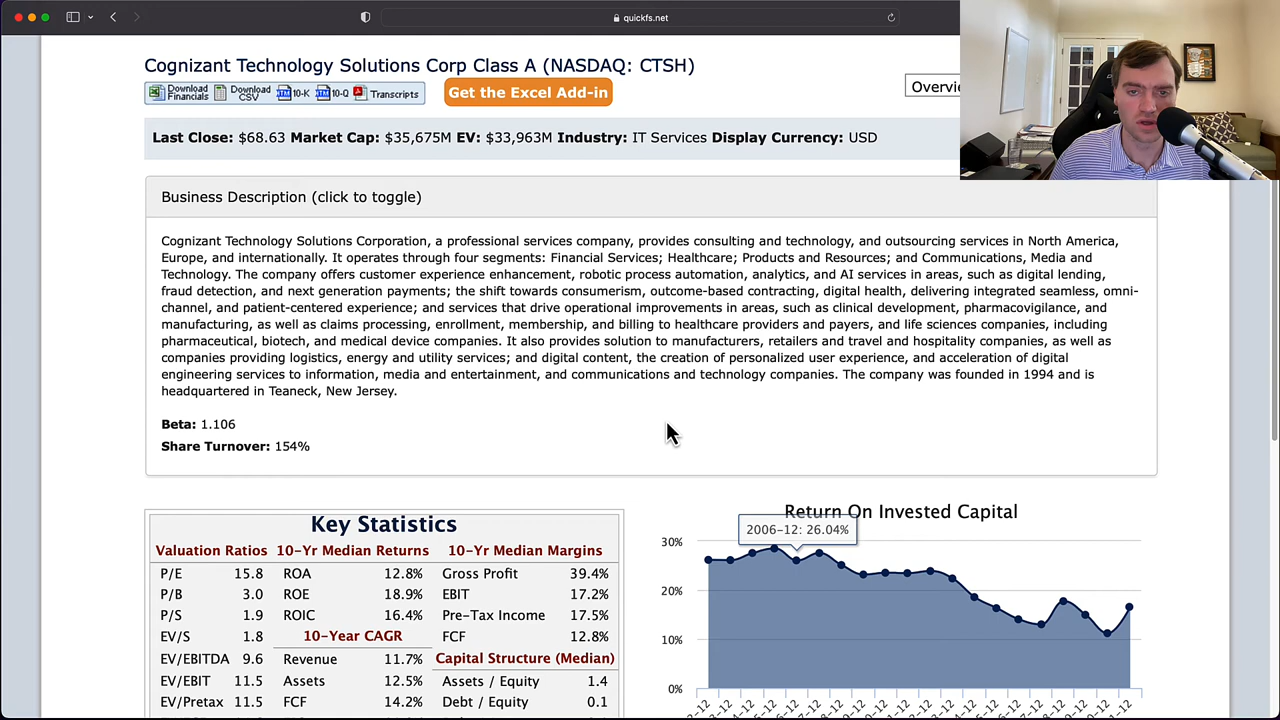 quickfs.net
Cognizant Technology Solutions Corp Class A (NASDAQ: CTSH)
Download Financials
Download CSV
10-K
10-Q
Transcripts
Get the Excel Add-in
Overvie
Last Close: $68.63 Market Cap: $35,675M EV: $33,963M Industry: IT Services Display Currency: USD
Business Description (click to toggle)
Cognizant Technology Solutions Corporation, a professional services company, provides consulting and technology, and outsourcing services in North America,
Europe, and internationally. It operates through four segments: Financial Services; Healthcare; Products and Resources; and Communications, Media and
Technology. The company offers customer experience enhancement, robotic process automation, analytics, and AI services in areas, such as digital lending,
fraud detection, and next generation payments; the shift towards consumerism, outcome-based contracting, digital health, delivering integrated seamless, omni-
channel, and patient-centered experience; and services that drive operational improvements in areas, such as clinical development, pharmacovigilance, and
manufacturing, as well as claims processing, enrollment, membership, and billing to healthcare providers and payers, and life sciences companies, including
pharmaceutical, biotech, and medical device companies. It also provides solution to manufacturers, retailers and travel and hospitality companies, as well as
companies providing logistics, energy and utility services; and digital content, the creation of personalized user experience, and acceleration of digital
engineering services to information, media and entertainment, and communications and technology companies. The company was founded in 1994 and is
headquartered in Teaneck, New Jersey.
Beta: 1.106
Share Turnover: 154%
Key Statistics
Valuation Ratios 10-Yr Median Returns 10-Yr Median Margins
P/E 15.8 ROA 12.8% Gross Profit 39.4%
P/B 3.0 ROE 18.9% EBIT 17.2%
P/S 1.9 ROIC 16.4% Pre-Tax Income 17.5%
EV/S 1.8 10-Year CAGR FCF 12.8%
EV/EBITDA 9.6 Revenue 11.7% Capital Structure (Median)
EV/EBIT 11.5 Assets 12.5% Assets / Equity 1.4
EV/Pretax 11.5 FCF 14.2% Debt / Equity 0.1
Return On Invested Capital
2006-12: 26.04%
30%
20%
10%
0%